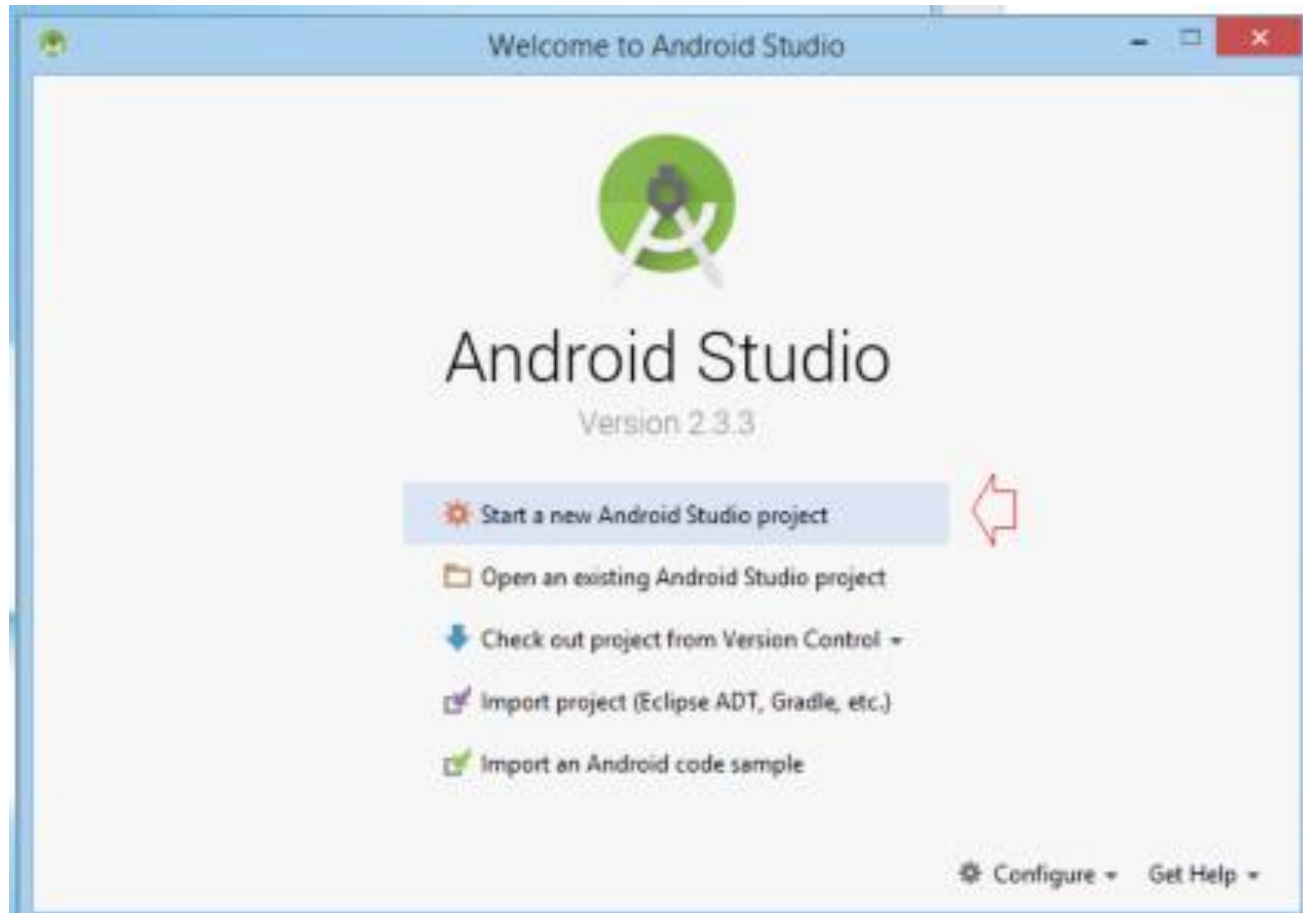 Welcome to Android Studio
Android Studio
Version 2.3.3
Start a new Android Studio project
Open an existing Android Studio project
Check out project from Version Control
Import project (Eclipse ADT, Gradle, etc.)
Import an Android code sample
Configure Get Help